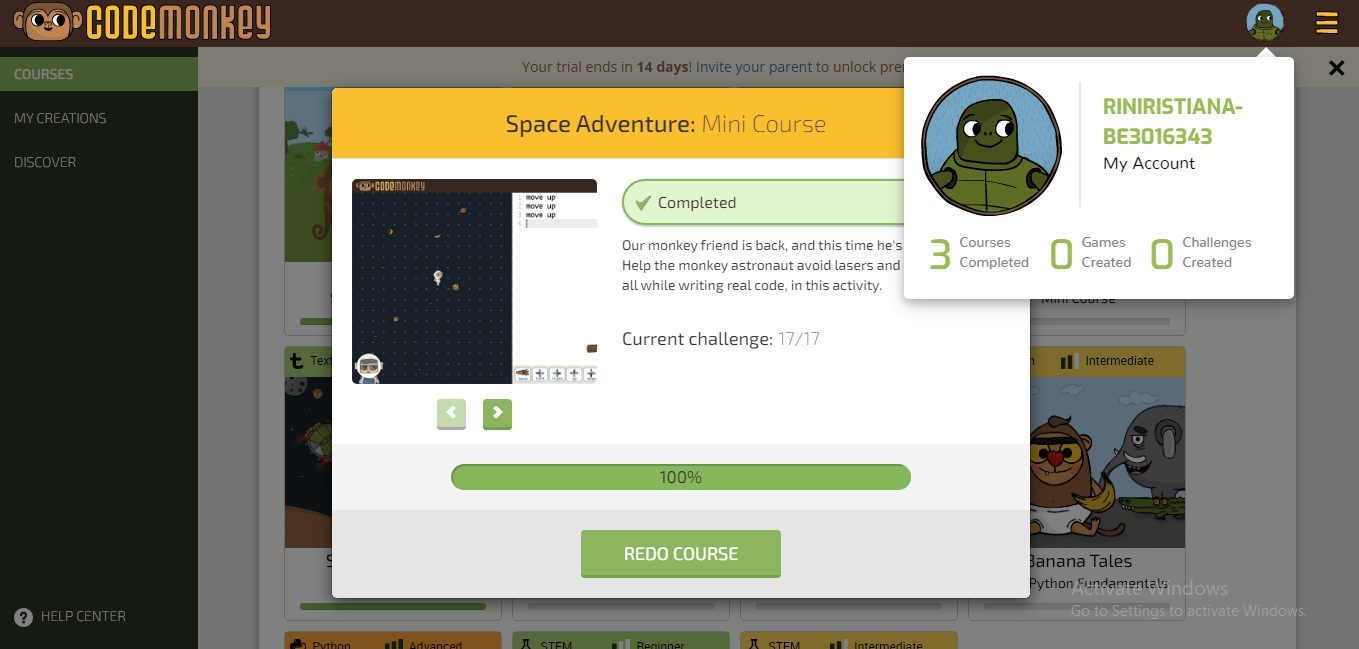 CODEMONKEY
COURSES
MY CREATIONS
DISCOVER
HELP CENTER
Your trial ends in 14 days! Invite your parent to unlock
Space Adventure: Mini Course
CODEMONKEY
1 move up
2 move up
3 move up
4
Completed
Our monkey friend is back, and this time he's
Help the monkey astronaut avoid lasers and
all while writing real code, in this activity.
Current challenge: 17/17
100%
REDO COURSE
RINIRISTIANA-
BE3016343
My Account
3 Courses Completed
0 Games Created
0 Challenges Created
Mini Course
Intermediate
Banana Tales
Python Fundamentals
Python Advanced
STEM Beginner
STEM Intermediate
Activate Windows
Go to Settings to activate Windows.